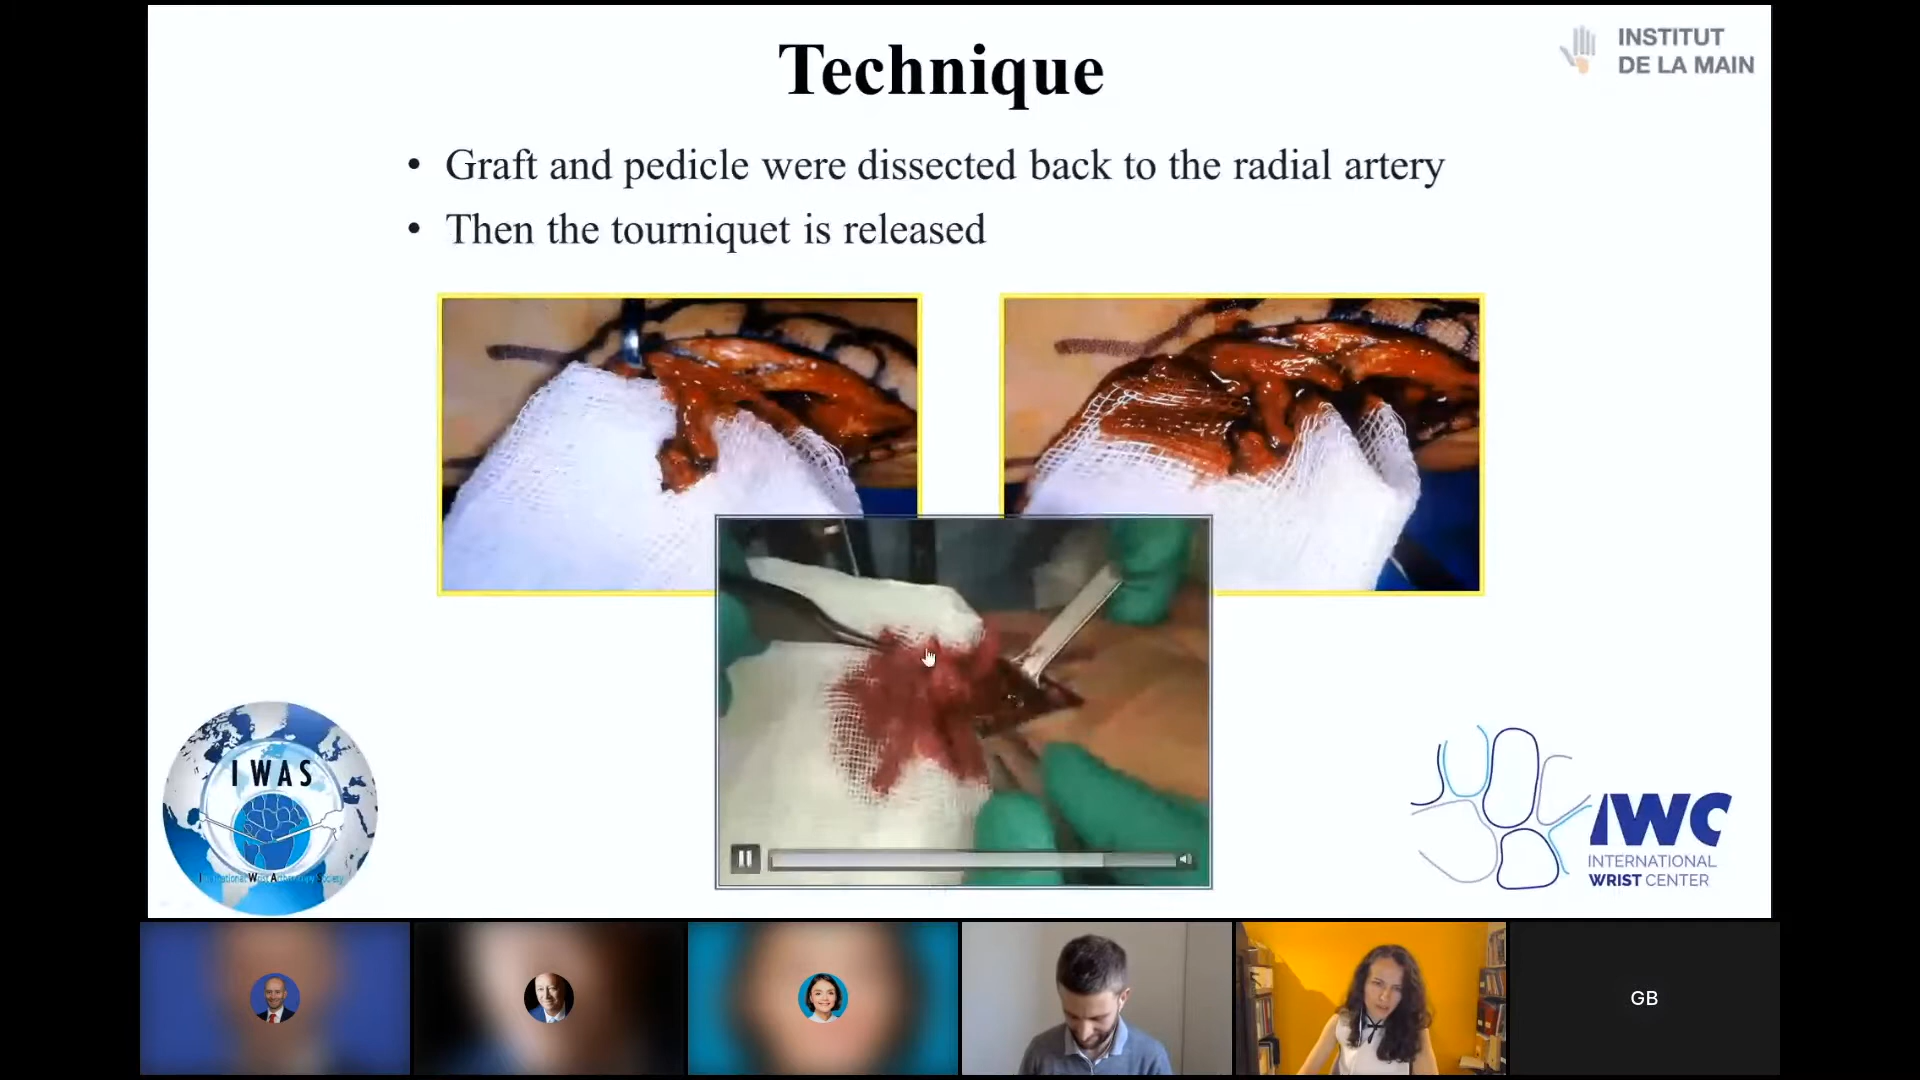 Technique
INSTITUT
DE LA MAIN
• Graft and pedicle were dissected back to the radial artery
• Then the tourniquet is released
IWAS
International Wrist Arthroscopy Society
IWC
INTERNATIONAL
WRIST CENTER
GB